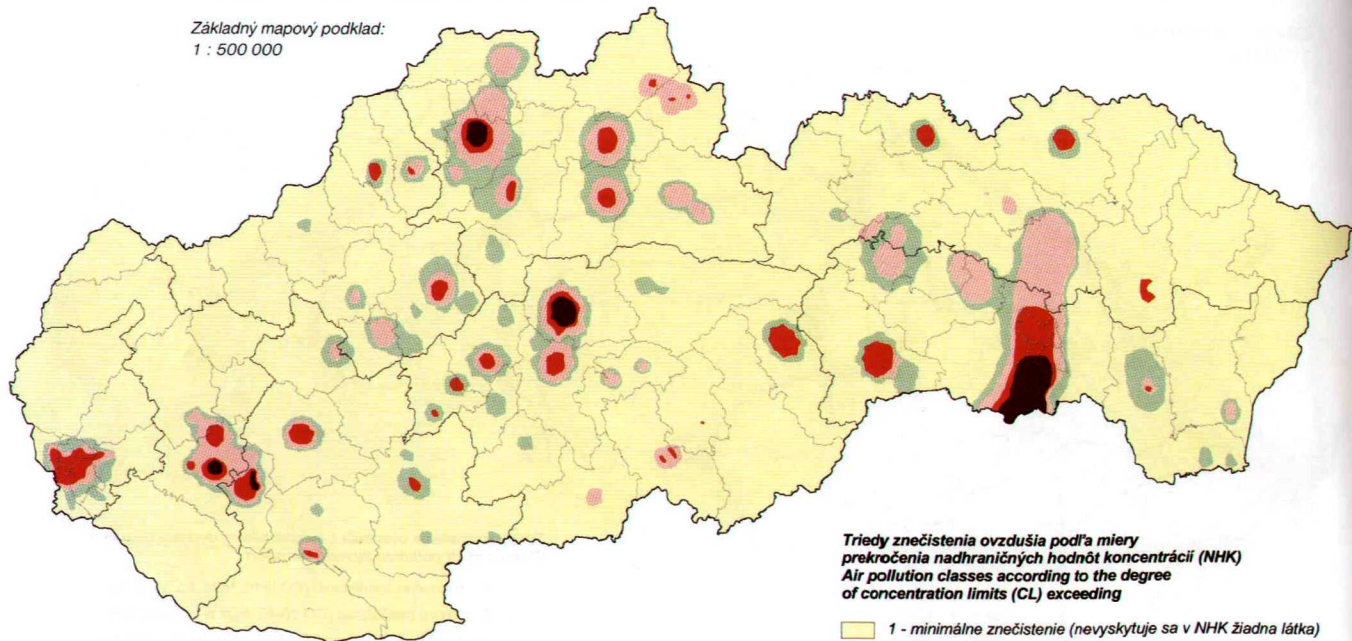 Základný mapový podklad:
1 : 500 000
Triedy znečistenia ovzdušia podľa miery
prekročenia nadhraničných hodnôt koncentrácií (NHK)
Air pollution classes according to the degree
of concentration limits (CL) exceeding
1 - minimálne znečistenie (nevyskytuje sa v NHK žiadna látka)